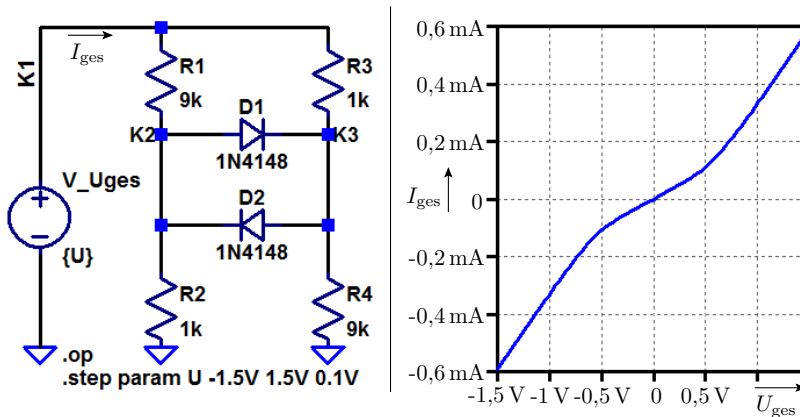 I_ges
K1
R1
9k
R3
1k
D1
K2
K3
1N4148
V_Uges
D2
1N4148
{U}
R2
1k
R4
9k
.op
.step param U -1.5V 1.5V 0.1V
0,6 mA
0,4 mA
0,2 mA
I_ges
0
-0,2 mA
-0,4 mA
-0,6 mA
-1,5 V -1 V -0,5 V 0 0,5 V U_ges